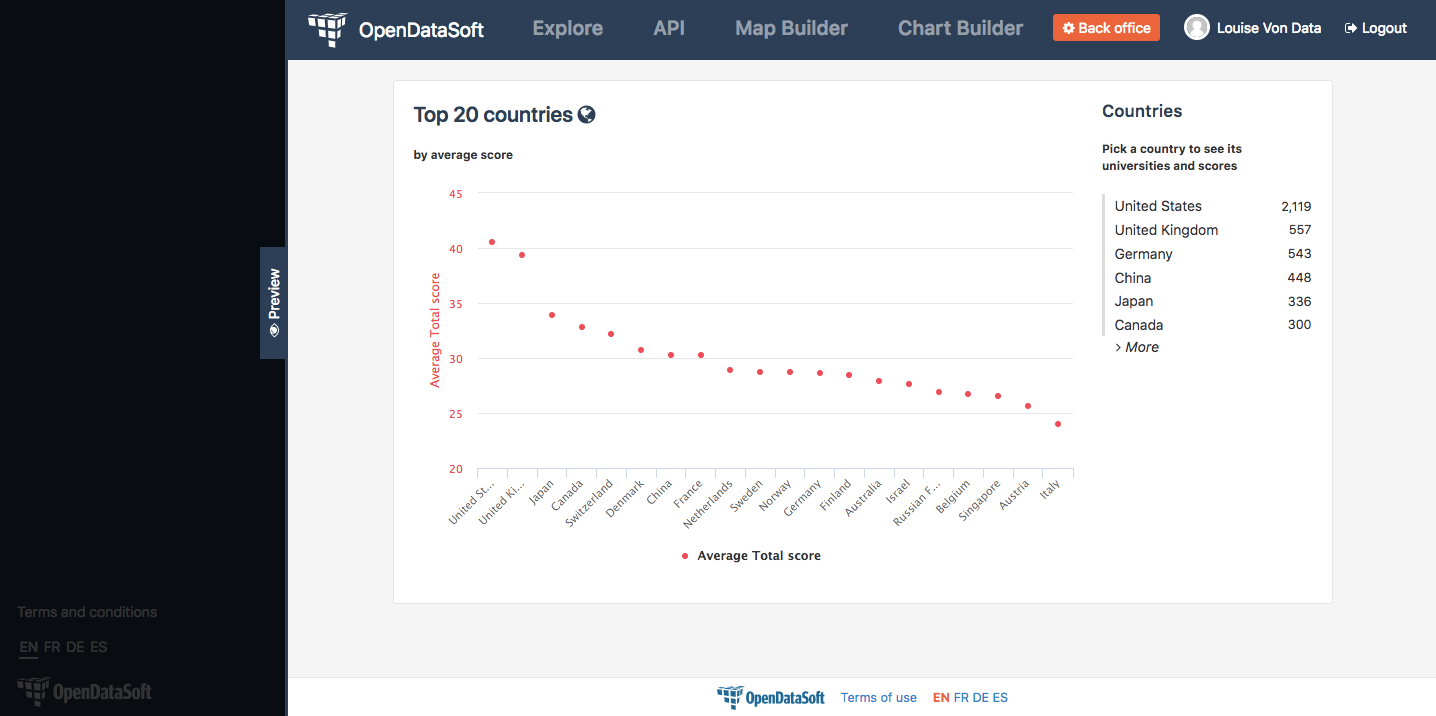 OpenDataSoft
Explore
API
Map Builder
Chart Builder
Back office
Louise Von Data
Logout
Preview
Top 20 countries
by average score
45
40
35
30
25
20
Average Total score
United St...
United Ki...
Japan
Canada
Switzerland
Denmark
China
France
Netherlands
Sweden
Norway
Germany
Finland
Australia
Israel
Russian F...
Belgium
Singapore
Austria
Italy
Average Total score
Countries
Pick a country to see its
universities and scores
United States 2,119
United Kingdom 557
Germany 543
China 448
Japan 336
Canada 300
> More
Terms and conditions
EN FR DE ES
OpenDataSoft
OpenDataSoft Terms of use EN FR DE ES